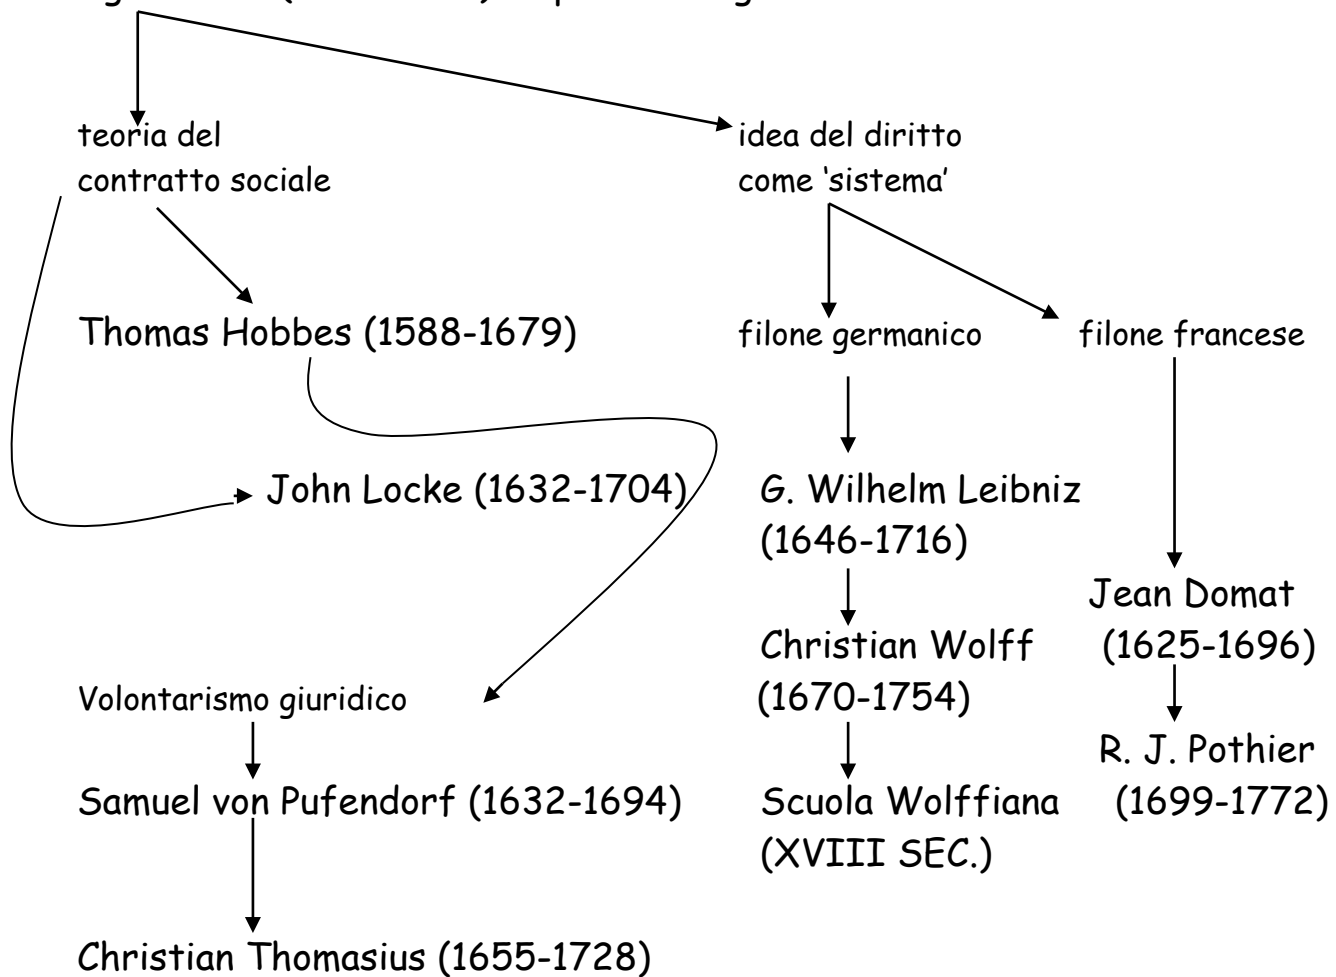 teoria del
contratto sociale
idea del diritto
come ‘sistema’
Thomas Hobbes (1588-1679)
filone germanico
filone francese
John Locke (1632-1704)
G. Wilhelm Leibniz
(1646-1716)
Jean Domat
(1625-1696)
Christian Wolff
(1670-1754)
Volontarismo giuridico
R. J. Pothier
(1699-1772)
Samuel von Pufendorf (1632-1694)
Scuola Wolffiana
(XVIII SEC.)
Christian Thomasius (1655-1728)